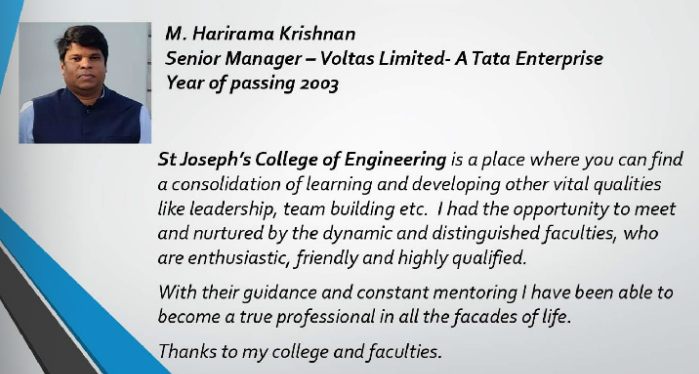 M. Harirama Krishnan
Senior Manager – Voltas Limited- A Tata Enterprise
Year of passing 2003
St Joseph's College of Engineering is a place where you can find
a consolidation of learning and developing other vital qualities
like leadership, team building etc.  I had the opportunity to meet
and nurtured by the dynamic and distinguished faculties, who
are enthusiastic, friendly and highly qualified.
With their guidance and constant mentoring I have been able to
become a true professional in all the facades of life.
Thanks to my college and faculties.